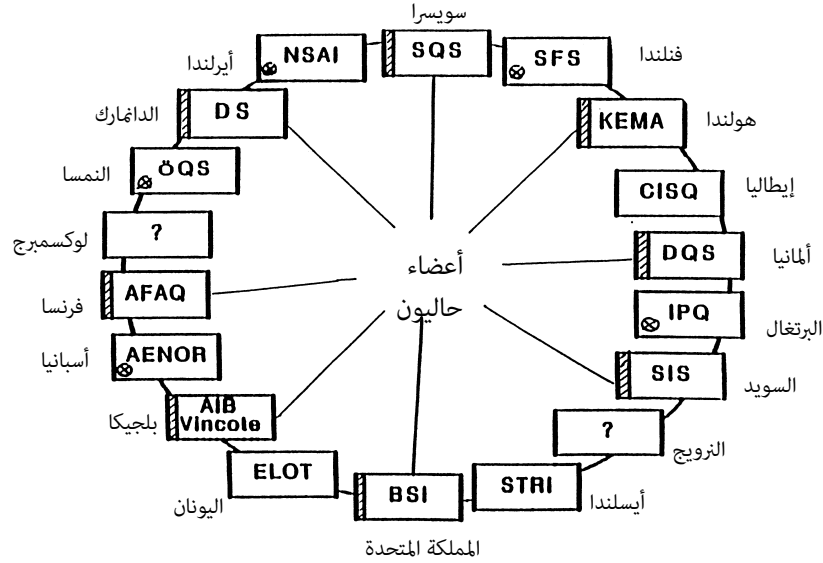 سويسرا
SQS
SFS
فنلندا
KEMA
هولندا
CISQ
إيطاليا
DQS
ألمانيا
IPQ
البرتغال
SIS
السويد
?
النرويج
STRI
أيسلندا
BSI
المملكة المتحدة
ELOT
اليونان
AIB
Vincote
بلجيكا
AENOR
أسبانيا
AFAQ
فرنسا
?
لوكسمبرج
ÖQS
النمسا
DS
الدانمارك
NSAI
أيرلندا
أعضاء
حاليون